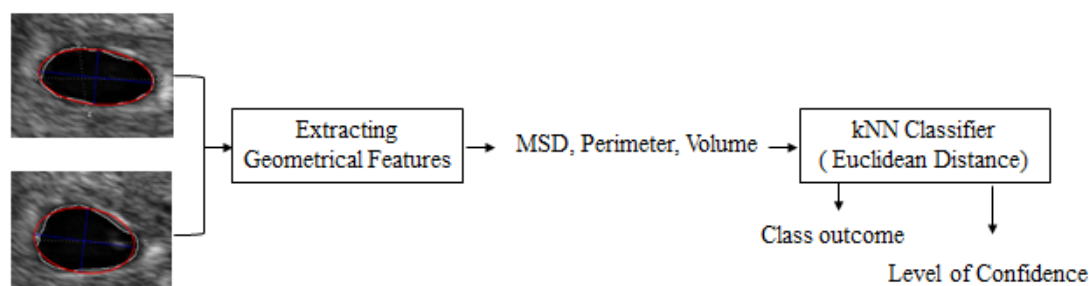 Extracting
Geometrical Features
MSD, Perimeter, Volume
kNN Classifier
( Euclidean Distance)
Class outcome
Level of Confidence